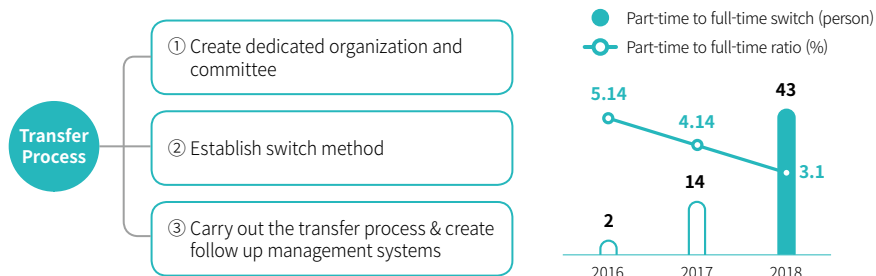 Transfer
Process
① Create dedicated organization and
committee
② Establish switch method
③ Carry out the transfer process & create
follow up management systems
Part-time to full-time switch (person)
Part-time to full-time ratio (%)
5.14
4.14
3.1
2
14
43
2016
2017
2018